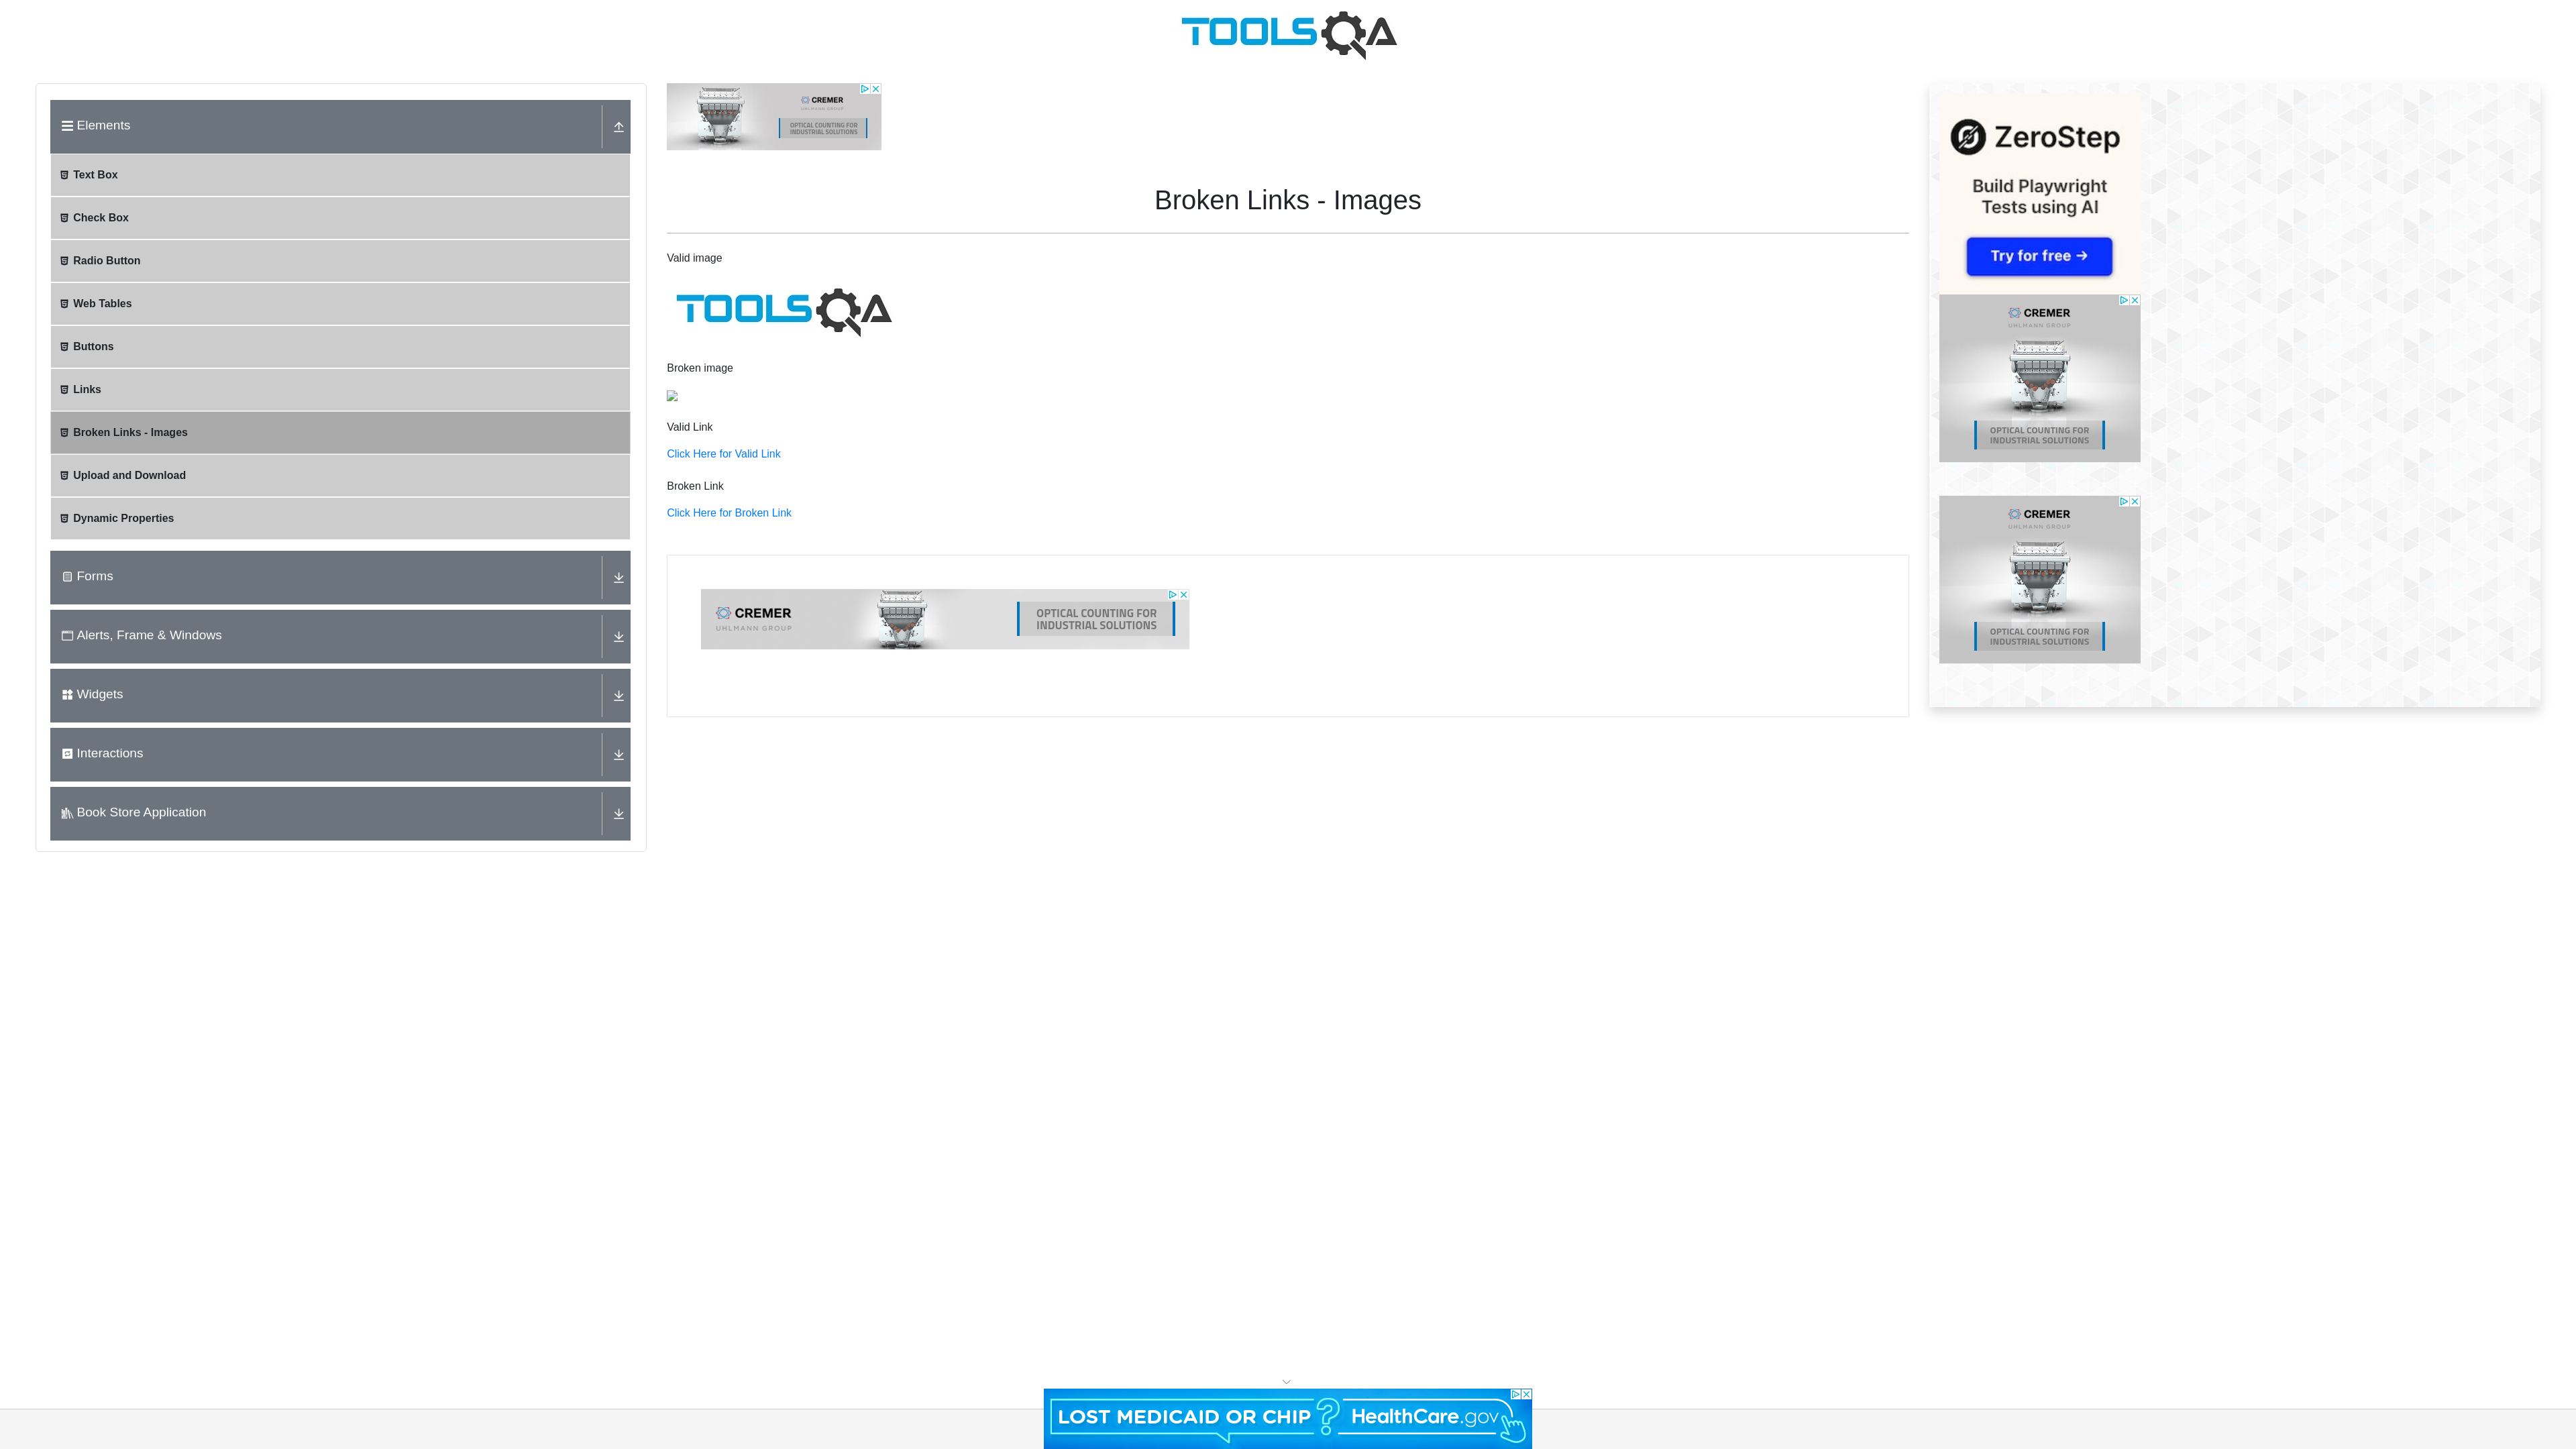 TOOLSQA
Elements
Text Box
Check Box
Radio Button
Web Tables
Buttons
Links
Broken Links - Images
Upload and Download
Dynamic Properties
Forms
Alerts, Frame & Windows
Widgets
Interactions
Book Store Application
CREMER
UHLMANN GROUP
OPTICAL COUNTING FOR
INDUSTRIAL SOLUTIONS
Broken Links - Images
Valid image
TOOLSQA
Broken image
Valid Link
Click Here for Valid Link
Broken Link
Click Here for Broken Link
CREMER
UHLMANN GROUP
OPTICAL COUNTING FOR
INDUSTRIAL SOLUTIONS
ZeroStep
Build Playwright
Tests using AI
Try for free →
CREMER
UHLMANN GROUP
OPTICAL COUNTING FOR
INDUSTRIAL SOLUTIONS
CREMER
UHLMANN GROUP
OPTICAL COUNTING FOR
INDUSTRIAL SOLUTIONS
LOST MEDICAID OR CHIP? HealthCare.gov